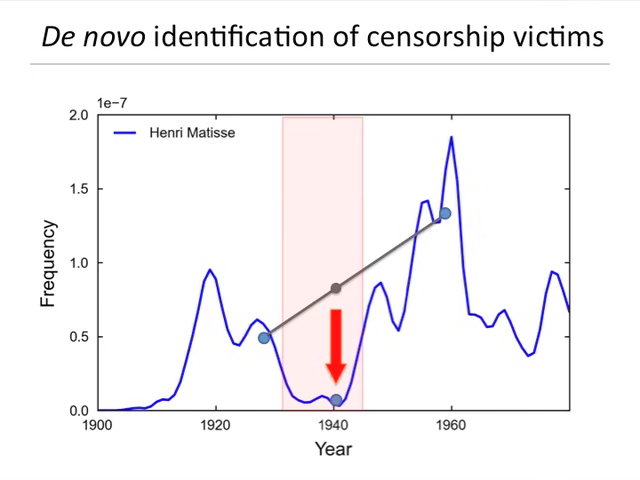 De novo identification of censorship victims
1e−7
2.0
Henri Matisse
1.5
1.0
0.5
0.0
Frequency
1900
1920
1940
1960
Year